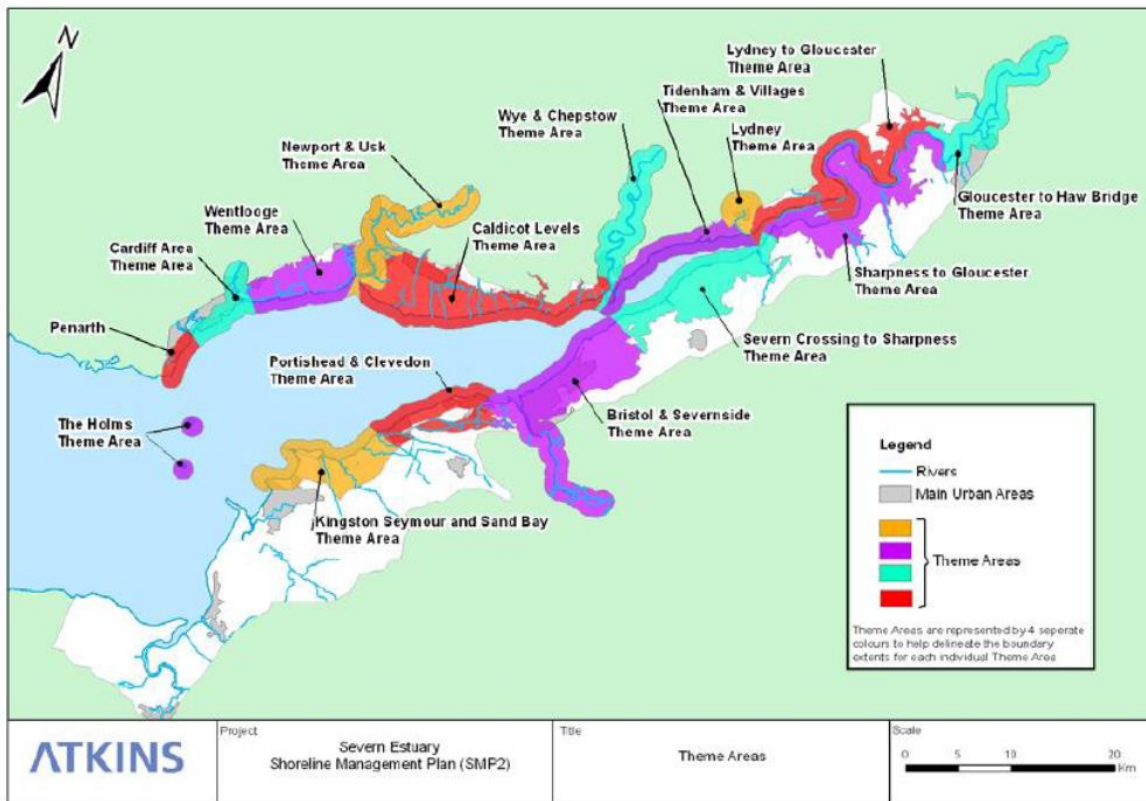 N
Lydney to Gloucester
Theme Area
Tidenham & Villages
Theme Area
Wye & Chepstow
Theme Area
Lydney
Theme Area
Newport & Usk
Theme Area
Wentlooge
Theme Area
Caldicot Levels
Theme Area
Gloucester to Haw Bridge
Theme Area
Cardiff Area
Theme Area
Sharpness to Gloucester
Theme Area
Penarth
Severn Crossing to Sharpness
Theme Area
Portishead & Clevedon
Theme Area
Bristol & Severnside
Theme Area
The Holms
Theme Area
Kingston Seymour and Sand Bay
Theme Area
Legend
Rivers
Main Urban Areas
Theme Areas
Theme Areas are represented by 4 seperate
colours to help delineate the boundary
extents for each individual Theme Area
ATKINS
Project
Severn Estuary
Shoreline Management Plan (SMP2)
Title
Theme Areas
Scale
0 5 10 20
Km